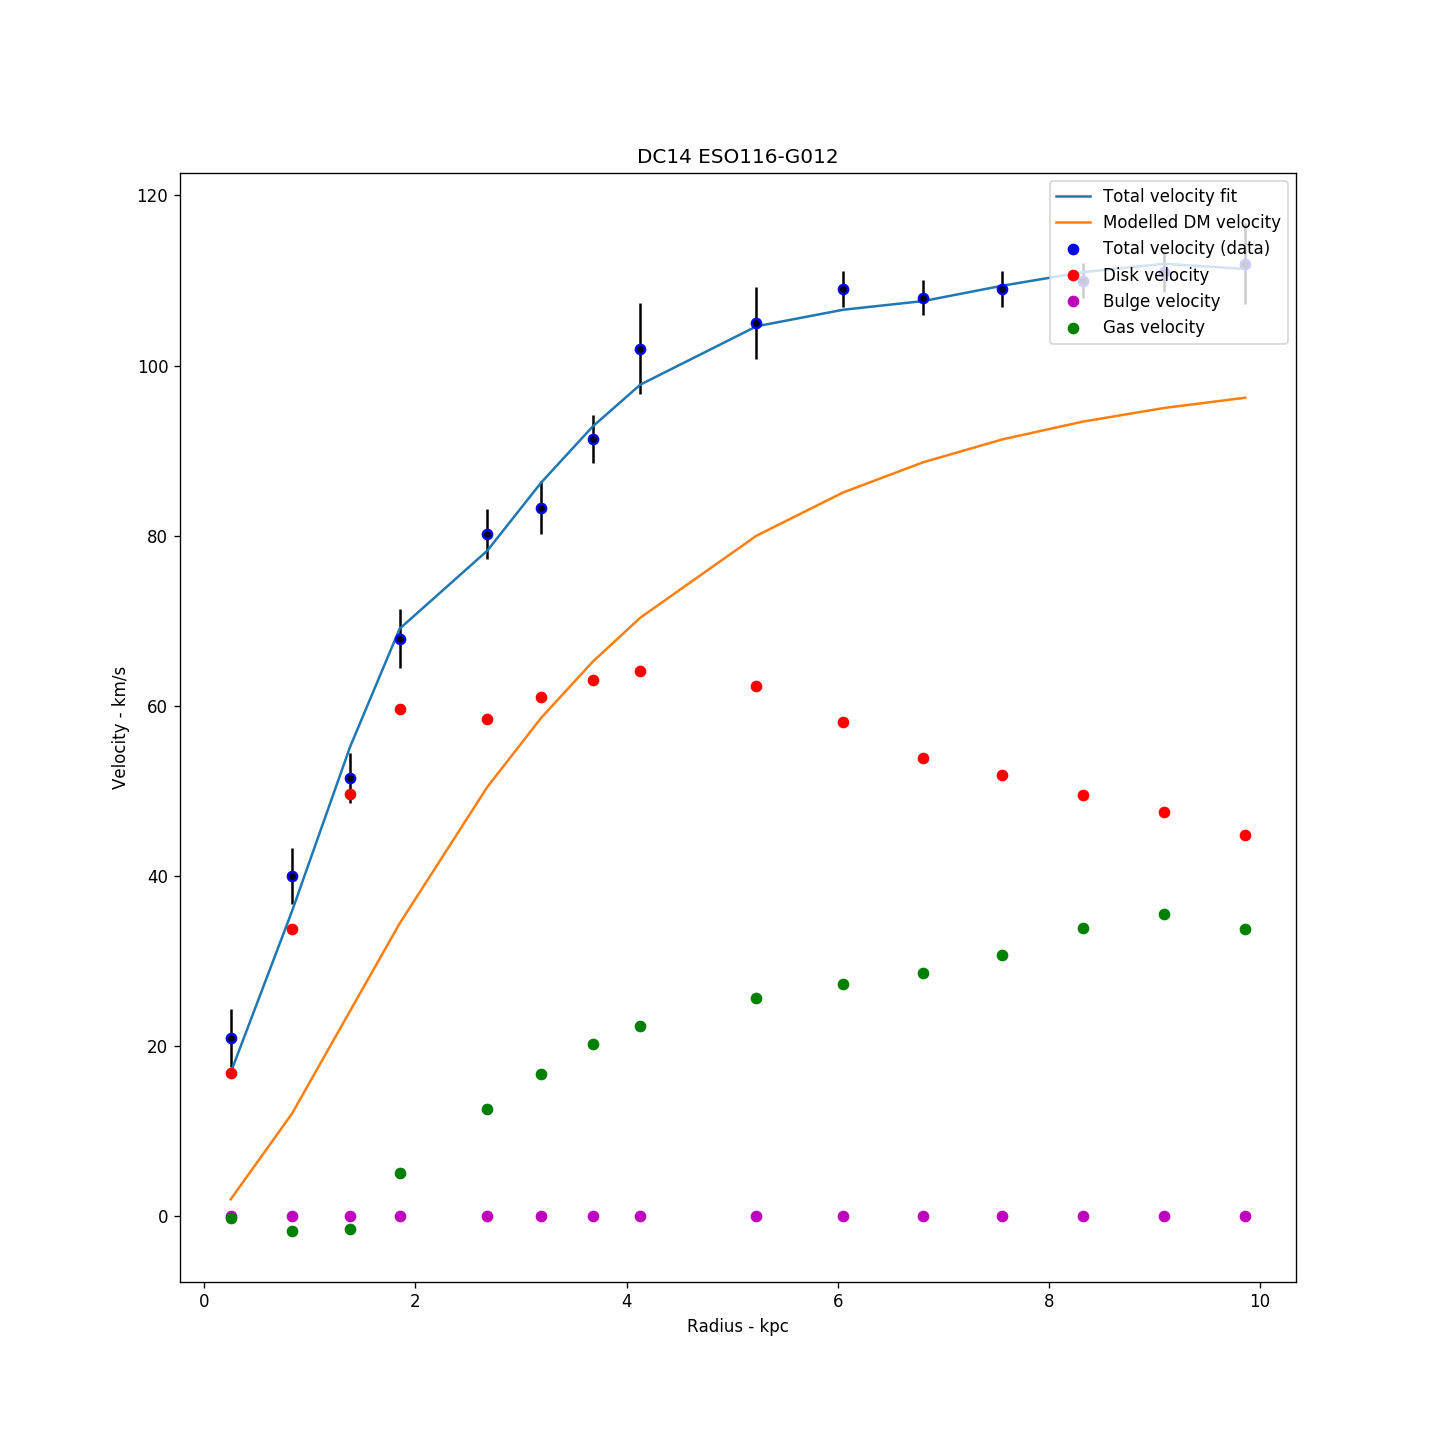 DC14 ESO116-G012
Total velocity fit
Modelled DM velocity
Total velocity (data)
Disk velocity
Bulge velocity
Gas velocity
120
100
80
60
40
20
0
Velocity - km/s
0 2 4 6 8 10
Radius - kpc